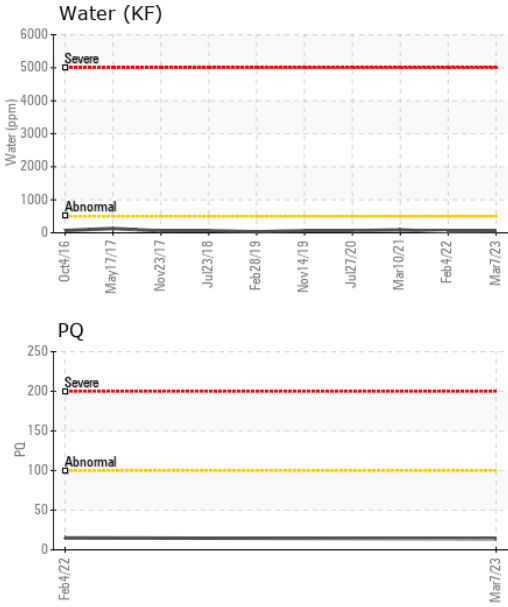 Water (KF)
6000
Severe
5000
4000
3000
2000
1000
Abnormal
0
Water (ppm)
Oct4/16
May17/17
Nov23/17
Jul23/18
Feb28/19
Nov14/19
Jul27/20
Mar10/21
Feb4/22
Mar7/23
PQ
250
Severe
200
150
Abnormal
100
50
0
PQ
Feb4/22
Mar7/23